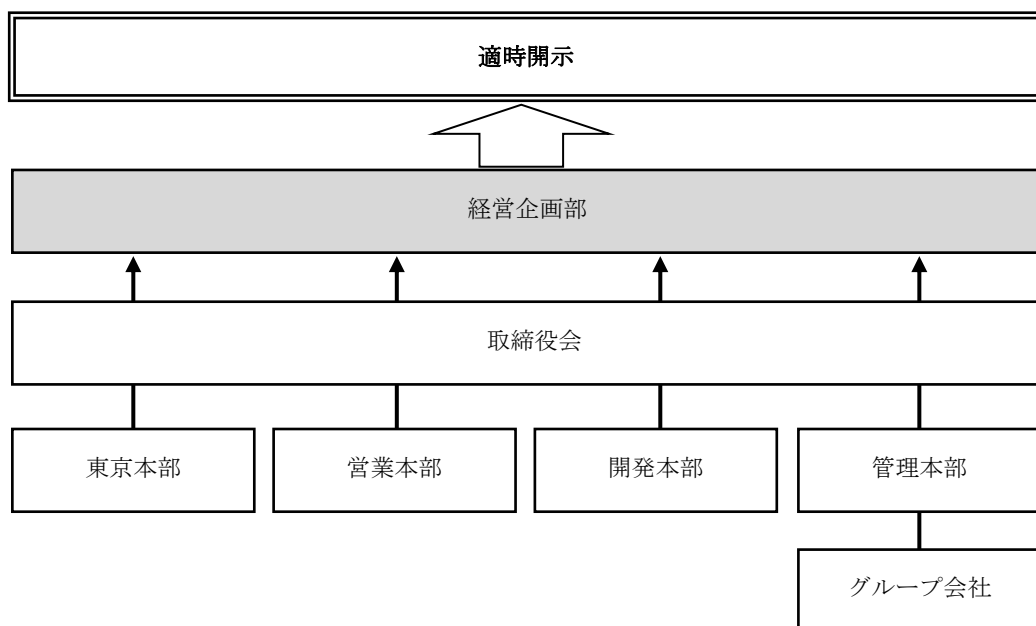 適時開示
経営企画部
取締役会
東京本部
営業本部
開発本部
管理本部
グループ会社